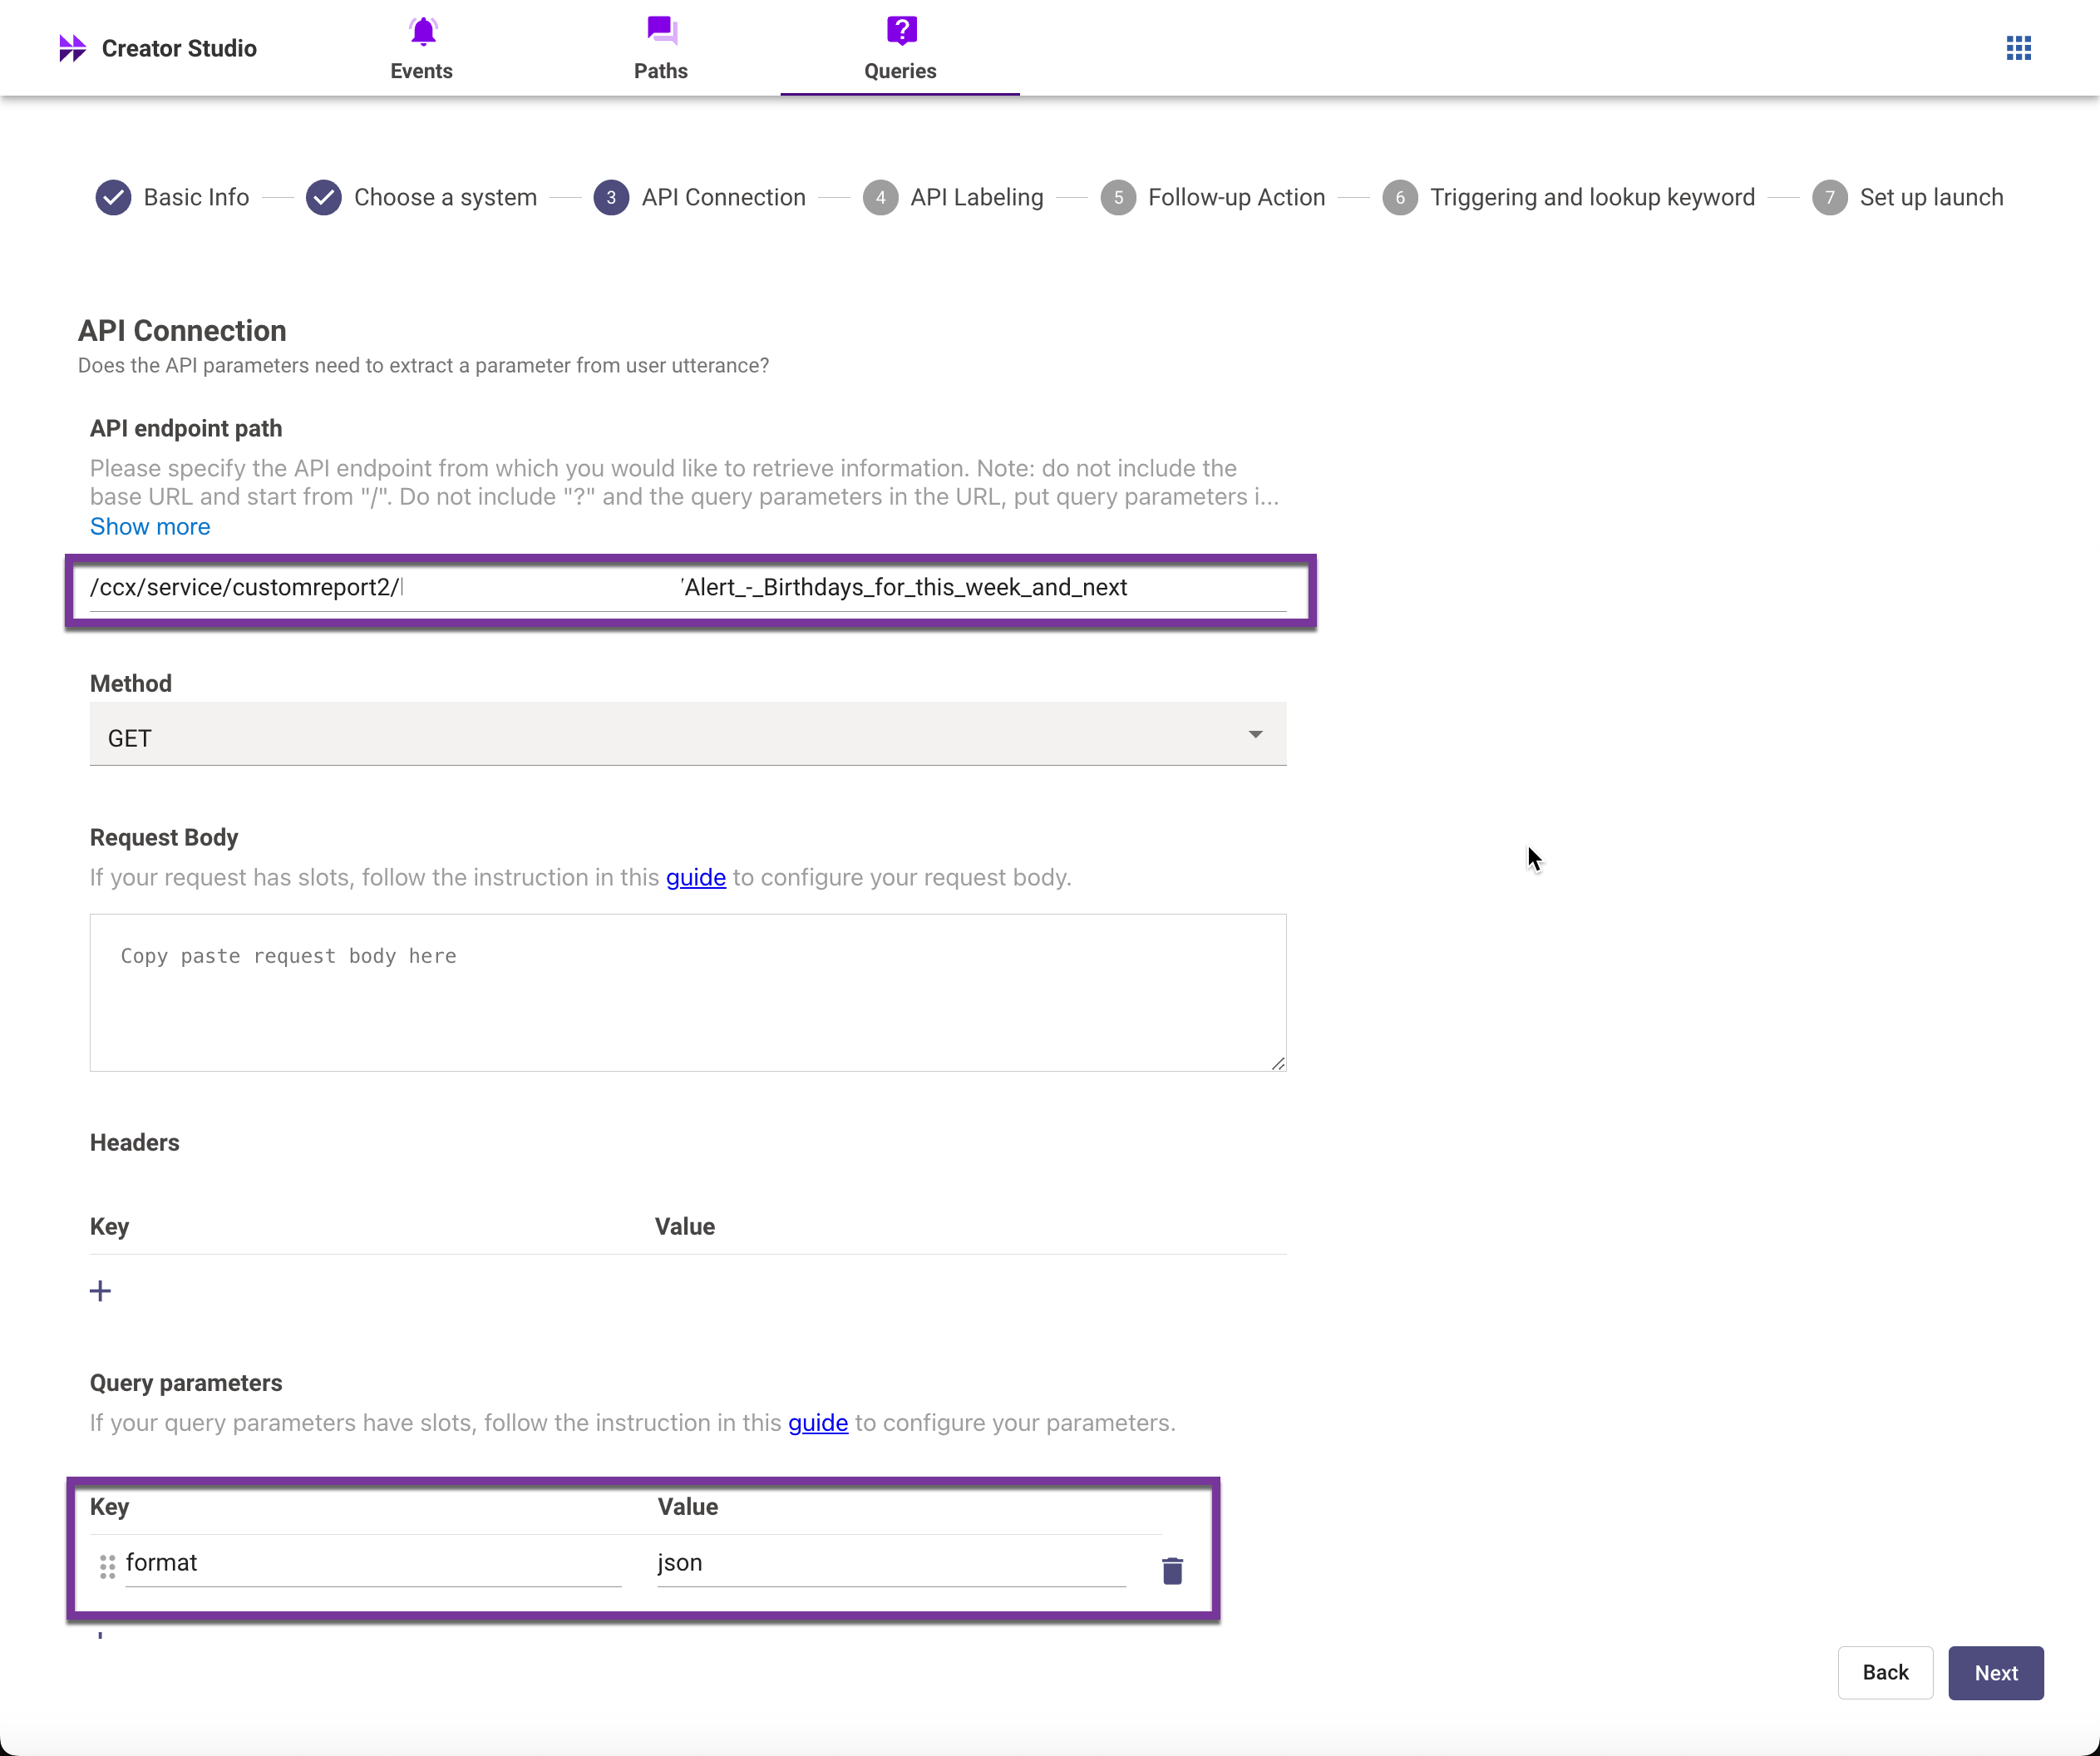 Creator Studio
Events
Paths
Queries
Basic Info
Choose a system
3 API Connection
4 API Labeling
5 Follow-up Action
6 Triggering and lookup keyword
7 Set up launch
API Connection
Does the API parameters need to extract a parameter from user utterance?
API endpoint path
Please specify the API endpoint from which you would like to retrieve information. Note: do not include the
base URL and start from "/". Do not include "?" and the query parameters in the URL, put query parameters i...
Show more
/ccx/service/customreport2/ /Alert_-_Birthdays_for_this_week_and_next
Method
GET
Request Body
If your request has slots, follow the instruction in this guide to configure your request body.
Copy paste request body here
Headers
Key Value
+
Query parameters
If your query parameters have slots, follow the instruction in this guide to configure your parameters.
Key Value
format json
Back Next